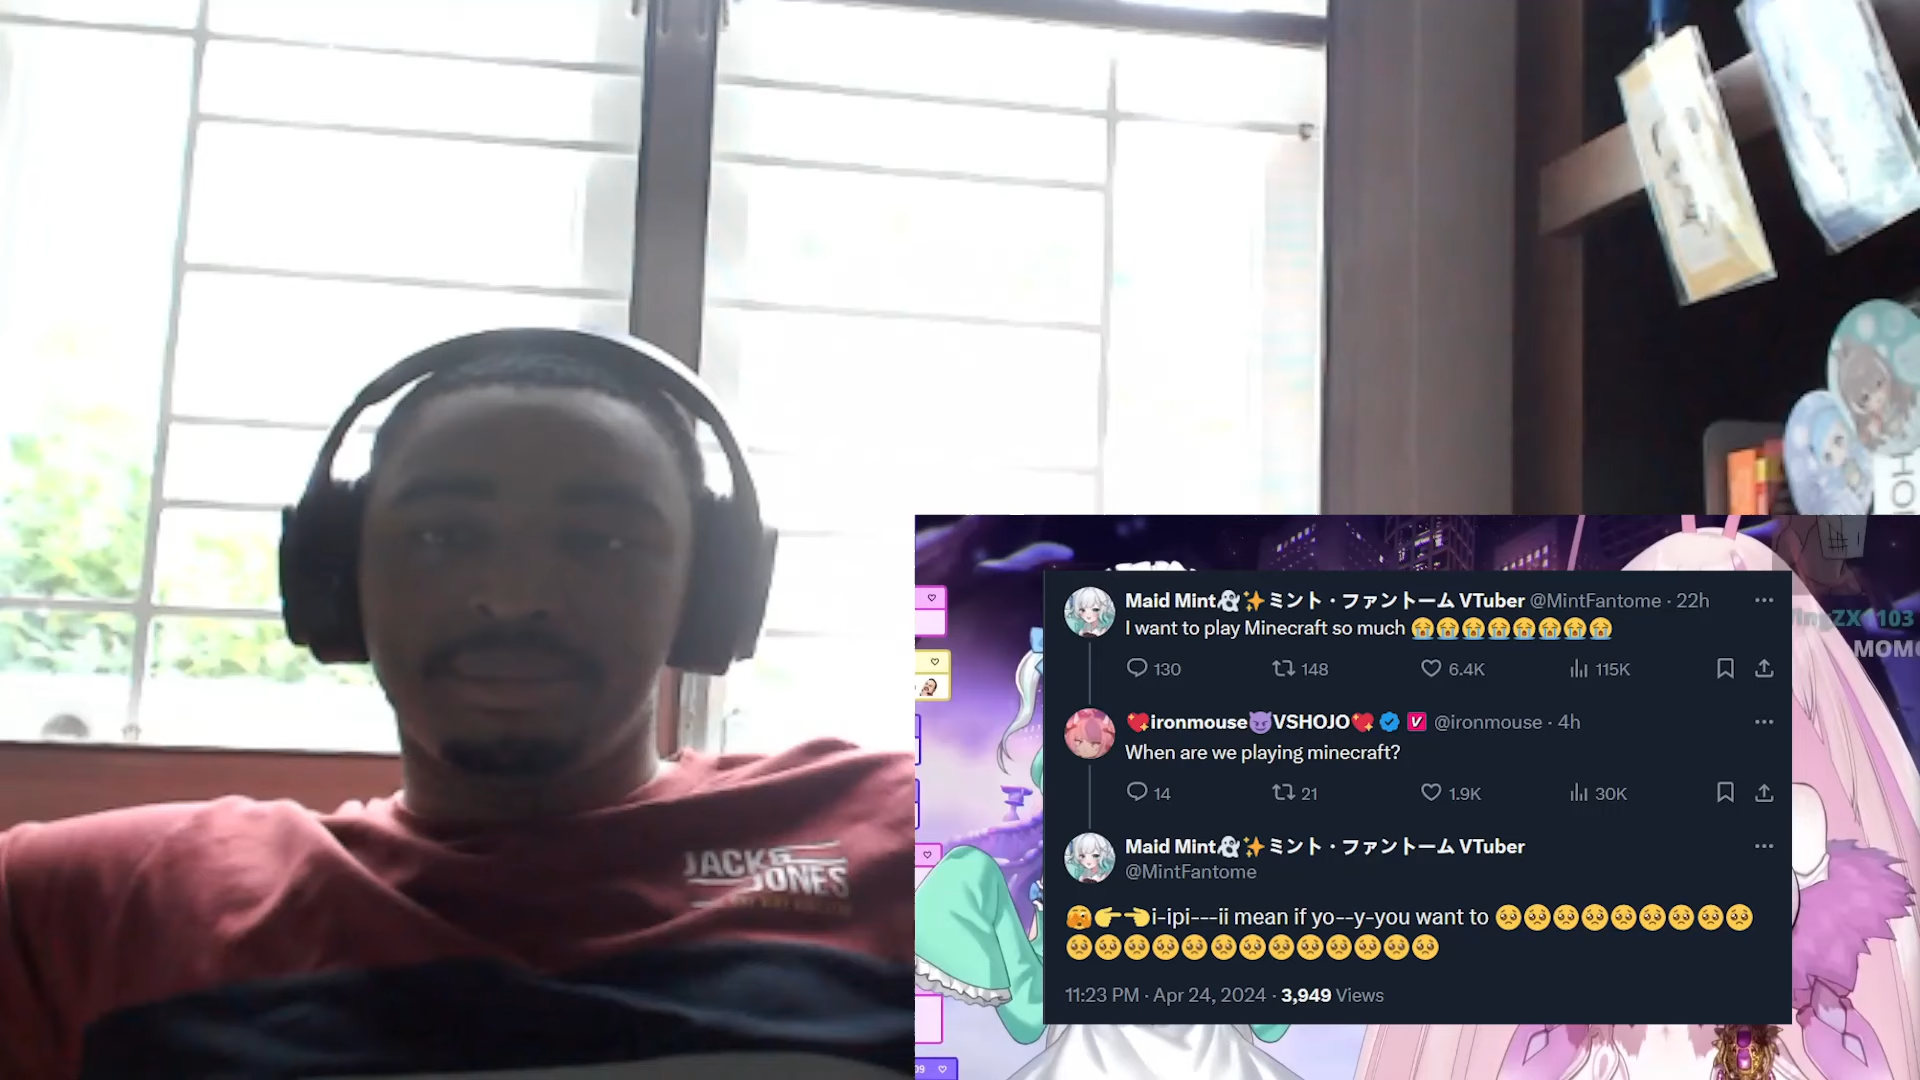 Maid Mint👻✨ミント・ファントーム VTuber @MintFantome · 22h
I want to play Minecraft so much 😭😭😭😭😭😭😭😭
130 148 6.4K 115K
💖ironmouse😈VSHOJO💖 V @ironmouse · 4h
When are we playing minecraft?
14 21 1.9K 30K
Maid Mint👻✨ミント・ファントーム VTuber
@MintFantome
🫣👉👈i-ipi---ii mean if yo--y-you want to 🥺🥺🥺🥺🥺🥺🥺🥺🥺
🥺🥺🥺🥺🥺🥺🥺🥺🥺🥺🥺🥺🥺
11:23 PM · Apr 24, 2024 · 3,949 Views
JACK&
JONES
1103
MOM
09